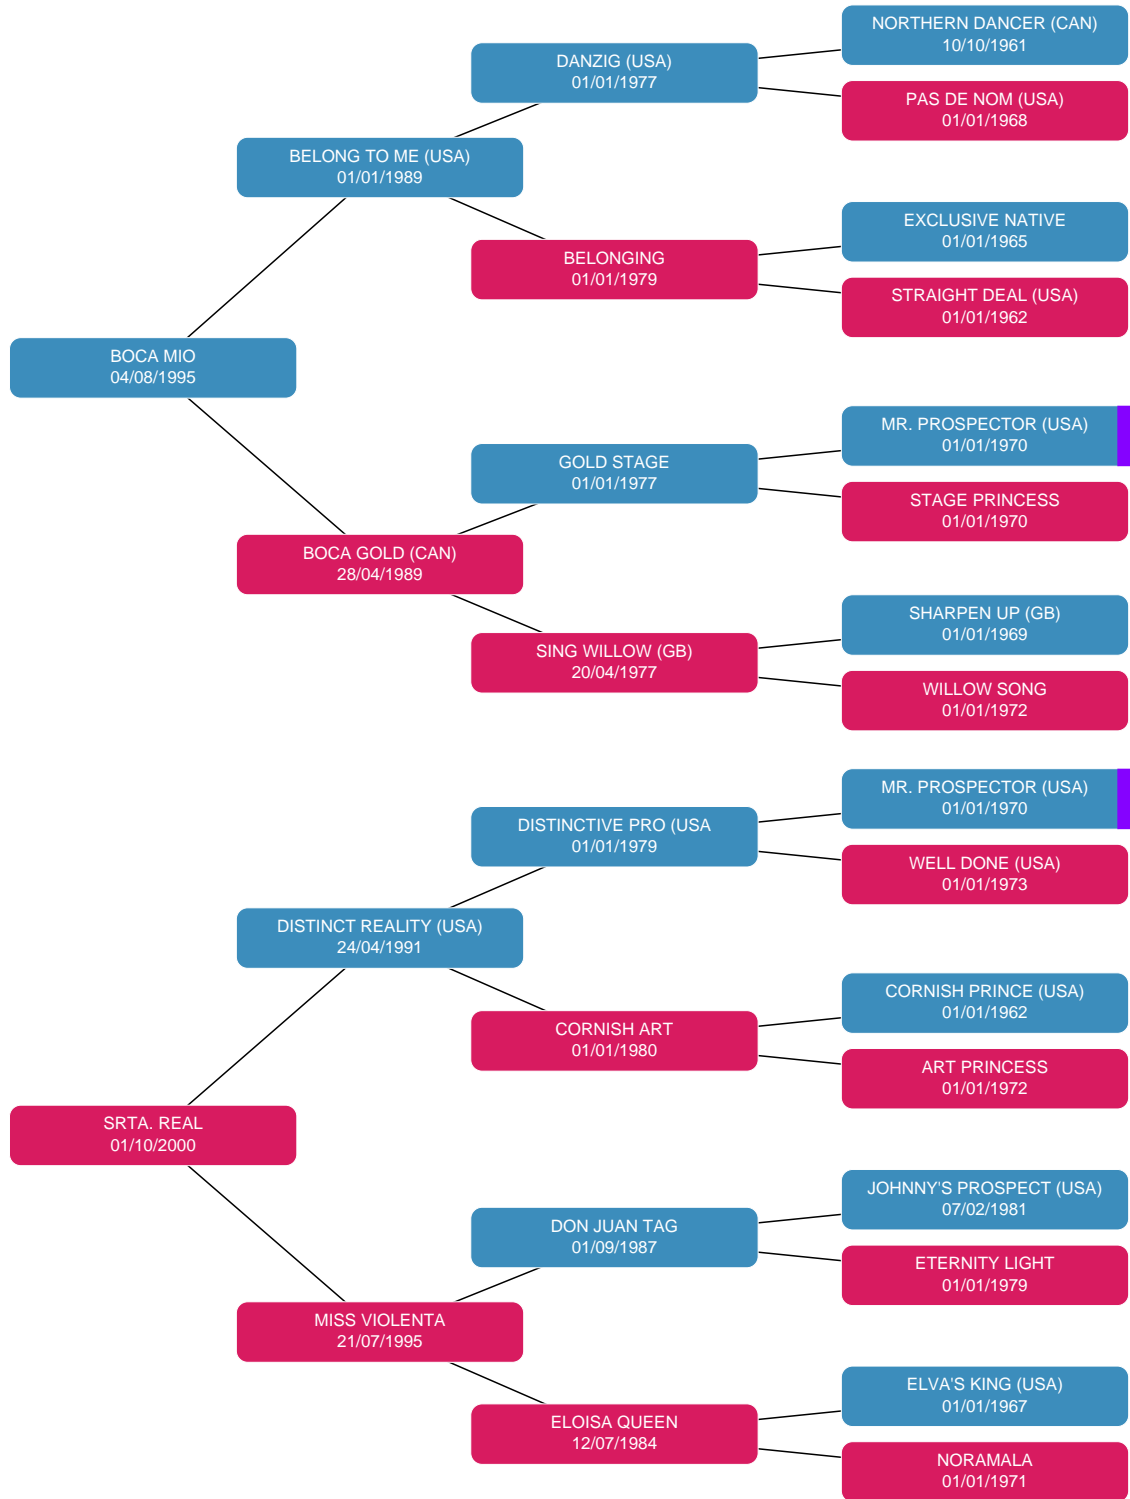 NORTHERN DANCER (CAN)
10/10/1961
DANZIG (USA)
01/01/1977
PAS DE NOM (USA)
01/01/1968
BELONG TO ME (USA)
01/01/1989
EXCLUSIVE NATIVE
01/01/1965
BELONGING
01/01/1979
STRAIGHT DEAL (USA)
01/01/1962
BOCA MIO
04/08/1995
MR. PROSPECTOR (USA)
01/01/1970
GOLD STAGE
01/01/1977
STAGE PRINCESS
01/01/1970
BOCA GOLD (CAN)
28/04/1989
SHARPEN UP (GB)
01/01/1969
SING WILLOW (GB)
20/04/1977
WILLOW SONG
01/01/1972
MR. PROSPECTOR (USA)
01/01/1970
DISTINCTIVE PRO (USA
01/01/1979
WELL DONE (USA)
01/01/1973
DISTINCT REALITY (USA)
24/04/1991
CORNISH PRINCE (USA)
01/01/1962
CORNISH ART
01/01/1980
ART PRINCESS
01/01/1972
SRTA. REAL
01/10/2000
JOHNNY'S PROSPECT (USA)
07/02/1981
DON JUAN TAG
01/09/1987
ETERNITY LIGHT
01/01/1979
MISS VIOLENTA
21/07/1995
ELVA'S KING (USA)
01/01/1967
ELOISA QUEEN
12/07/1984
NORAMALA
01/01/1971